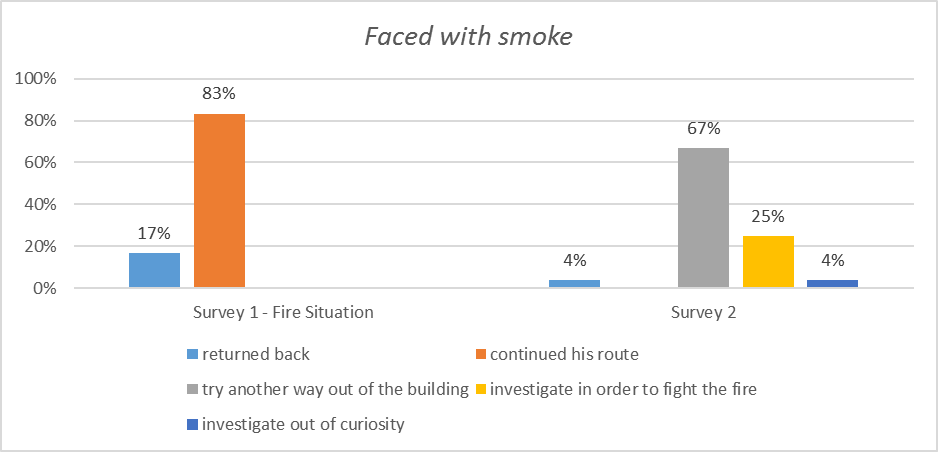 Faced with smoke
100%
80%
60%
40%
20%
0%
17%
83%
4%
67%
25%
4%
Survey 1 - Fire Situation
Survey 2
returned back
continued his route
try another way out of the building
investigate in order to fight the fire
investigate out of curiosity